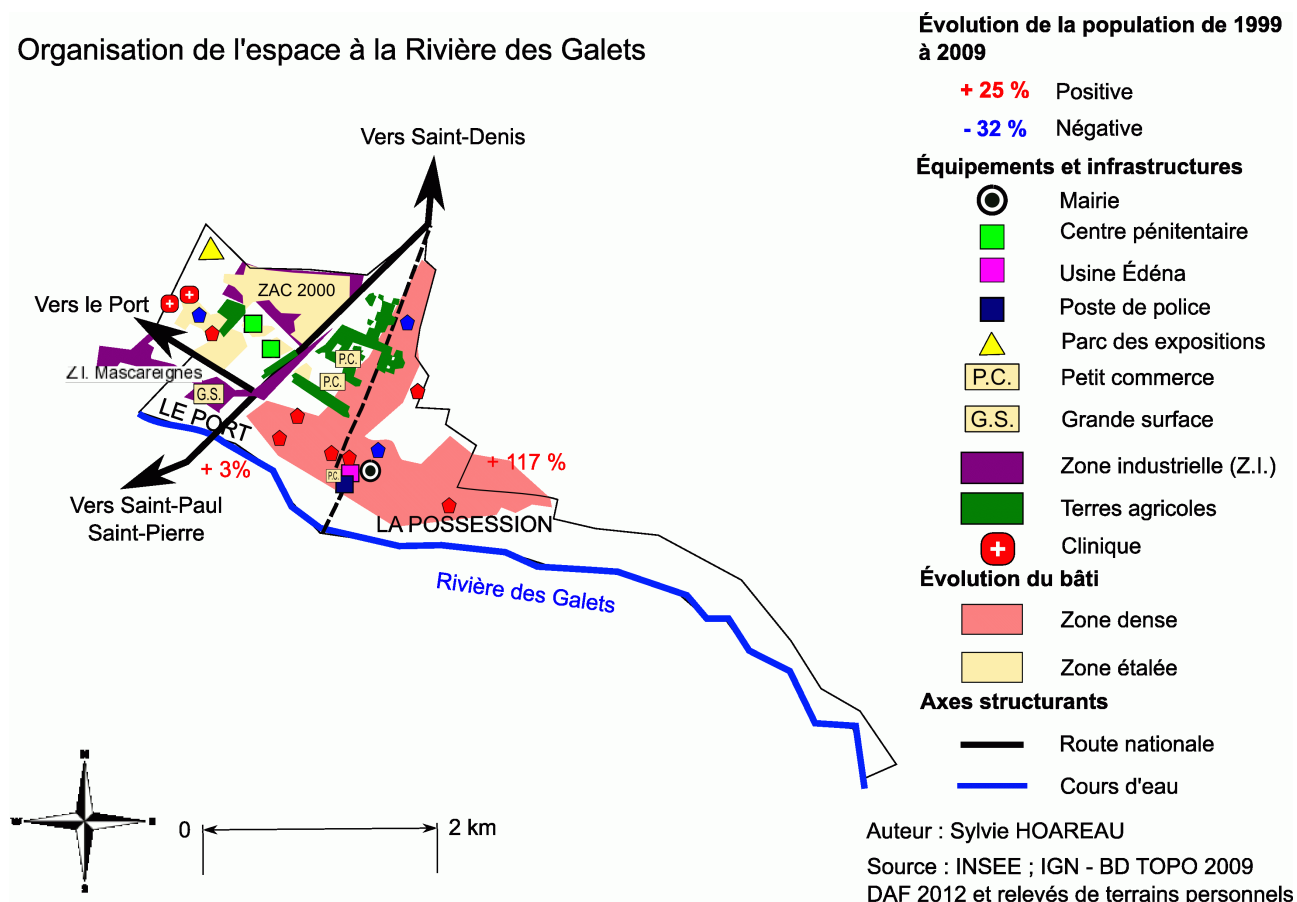 Organisation de l'espace à la Rivière des Galets
Vers Saint-Denis
ZAC 2000
Vers le Port
Z.I. Mascareignes
P.C.
P.C.
G.S.
LE PORT
+ 3%
P.C.
+ 117 %
Vers Saint-Paul
Saint-Pierre
LA POSSESSION
Rivière des Galets
N
W
E
S
0
2 km
Évolution de la population de 1999
à 2009
+ 25 % Positive
- 32 % Négative
Équipements et infrastructures
Mairie
Centre pénitentaire
Usine Édéna
Poste de police
Parc des expositions
P.C. Petit commerce
G.S. Grande surface
Zone industrielle (Z.I.)
Terres agricoles
Clinique
Évolution du bâti
Zone dense
Zone étalée
Axes structurants
Route nationale
Cours d'eau
Auteur : Sylvie HOAREAU
Source : INSEE ; IGN - BD TOPO 2009
DAF 2012 et relevés de terrains personnels